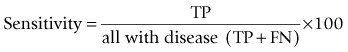 Sensitivity = TP / all with disease (TP + FN) ×100